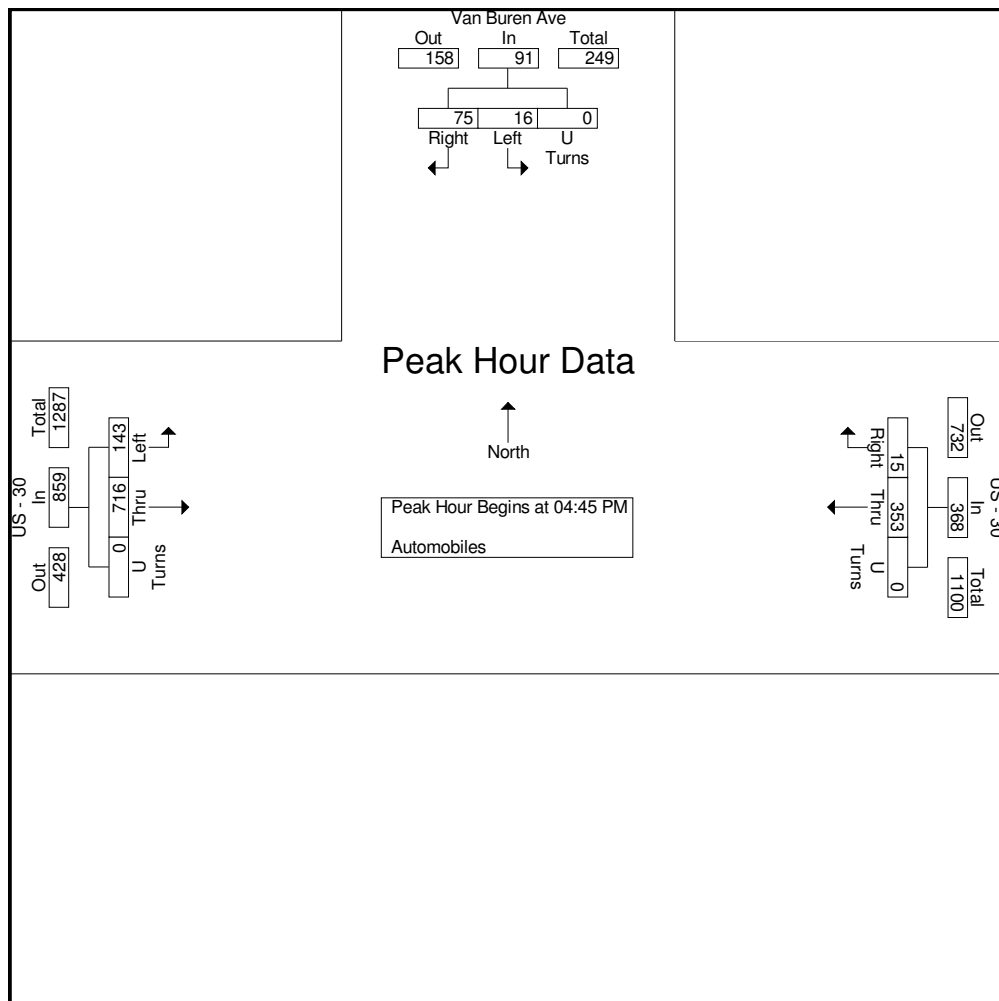 Van Buren Ave
Out In Total
158 91 249
75 16 0
Right Left U
Turns
Peak Hour Data
North
Peak Hour Begins at 04:45 PM
Automobiles
US - 30
Total In Out
1287 859 428
143 716 0
Left Thru U
Turns
US - 30
Out In Total
732 368 1100
15 353 0
Right Thru U
Turns